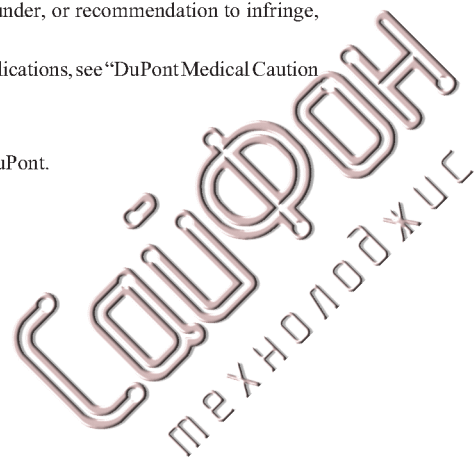 under, or recommendation to infringe,
lications, see “DuPont Medical Caution
uPont.
Сайфон
технолоджис